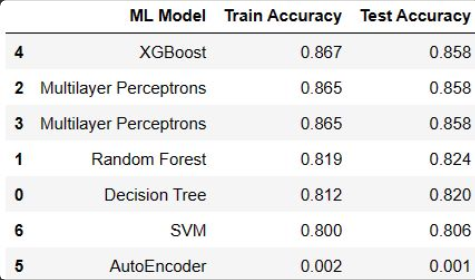 ML Model Train Accuracy Test Accuracy
4 XGBoost 0.867 0.858
2 Multilayer Perceptrons 0.865 0.858
3 Multilayer Perceptrons 0.865 0.858
1 Random Forest 0.819 0.824
0 Decision Tree 0.812 0.820
6 SVM 0.800 0.806
5 AutoEncoder 0.002 0.001